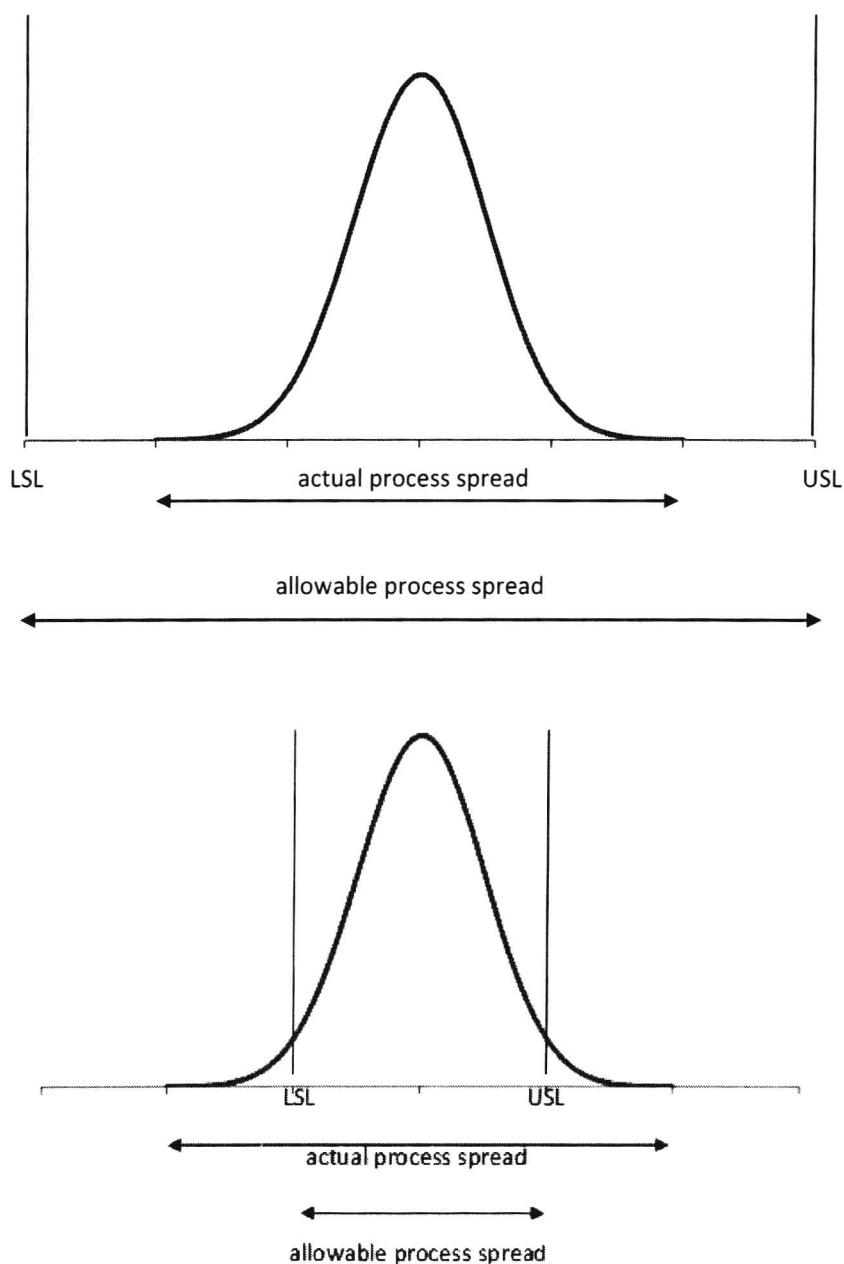 LSL actual process spread USL
allowable process spread
LSL USL
actual process spread
allowable process spread